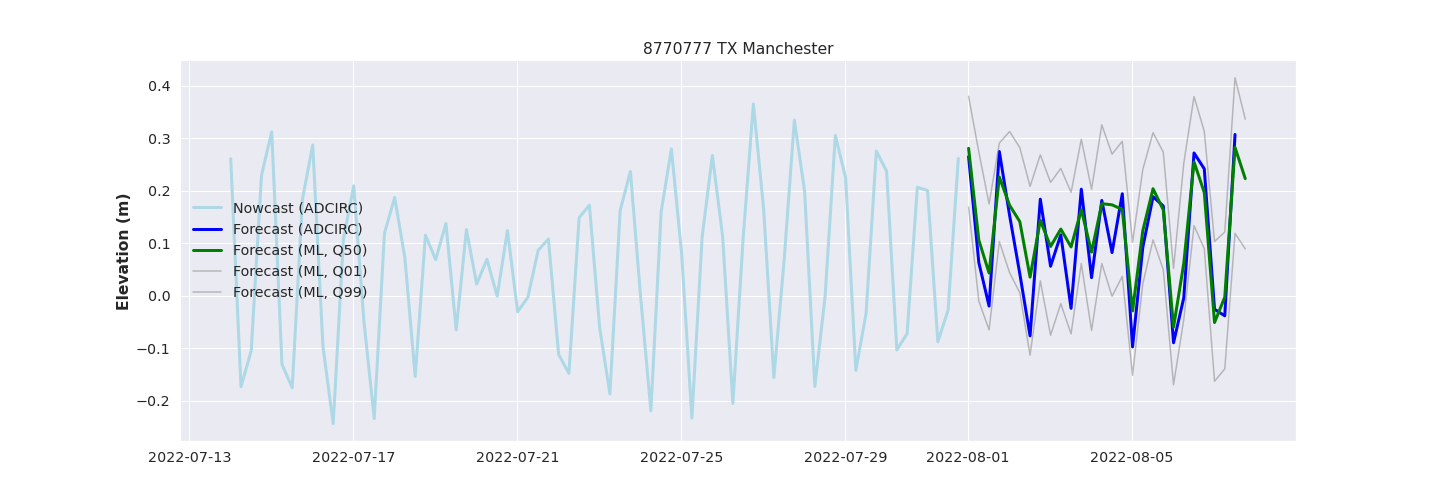 8770777 TX Manchester
Elevation (m)
0.4
0.3
0.2
0.1
0.0
−0.1
−0.2
Nowcast (ADCIRC)
Forecast (ADCIRC)
Forecast (ML, Q50)
Forecast (ML, Q01)
Forecast (ML, Q99)
2022-07-13 2022-07-17 2022-07-21 2022-07-25 2022-07-29 2022-08-01 2022-08-05